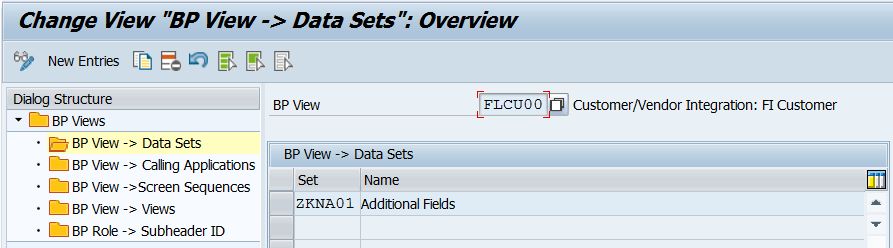 Change View "BP View -> Data Sets": Overview
New Entries
Dialog Structure
BP Views
BP View -> Data Sets
BP View -> Calling Applications
BP View ->Screen Sequences
BP View -> Views
BP Role -> Subheader ID
BP View FLCU00 Customer/Vendor Integration: FI Customer
BP View -> Data Sets
Set Name
ZKNA01 Additional Fields